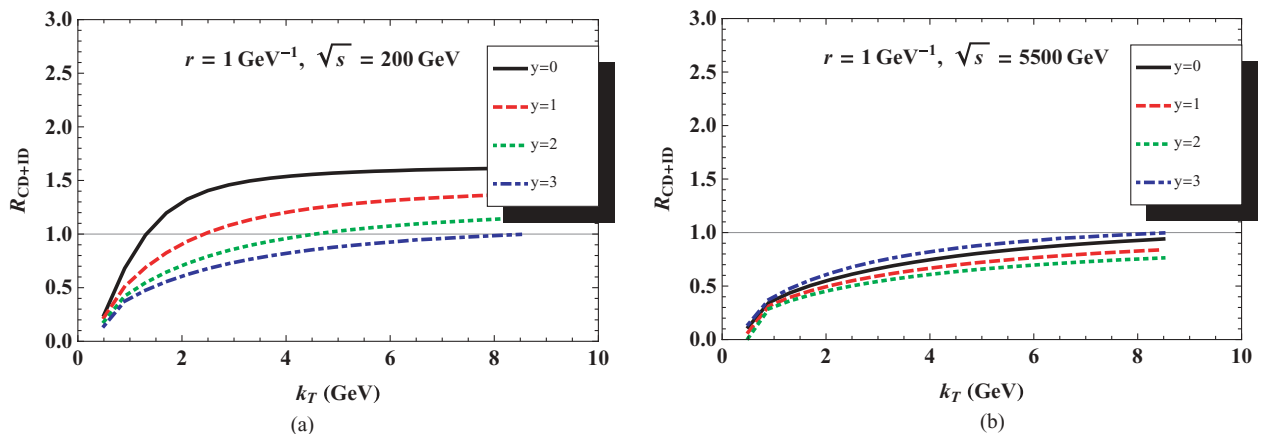 3.0
2.5
2.0
1.5
1.0
0.5
0.0
R_CD+ID
r = 1 GeV⁻¹, √s = 200 GeV
y=0
y=1
y=2
y=3
0 2 4 6 8 10
k_T (GeV)
(a)
3.0
2.5
2.0
1.5
1.0
0.5
0.0
R_CD+ID
r = 1 GeV⁻¹, √s = 5500 GeV
y=0
y=1
y=2
y=3
0 2 4 6 8 10
k_T (GeV)
(b)